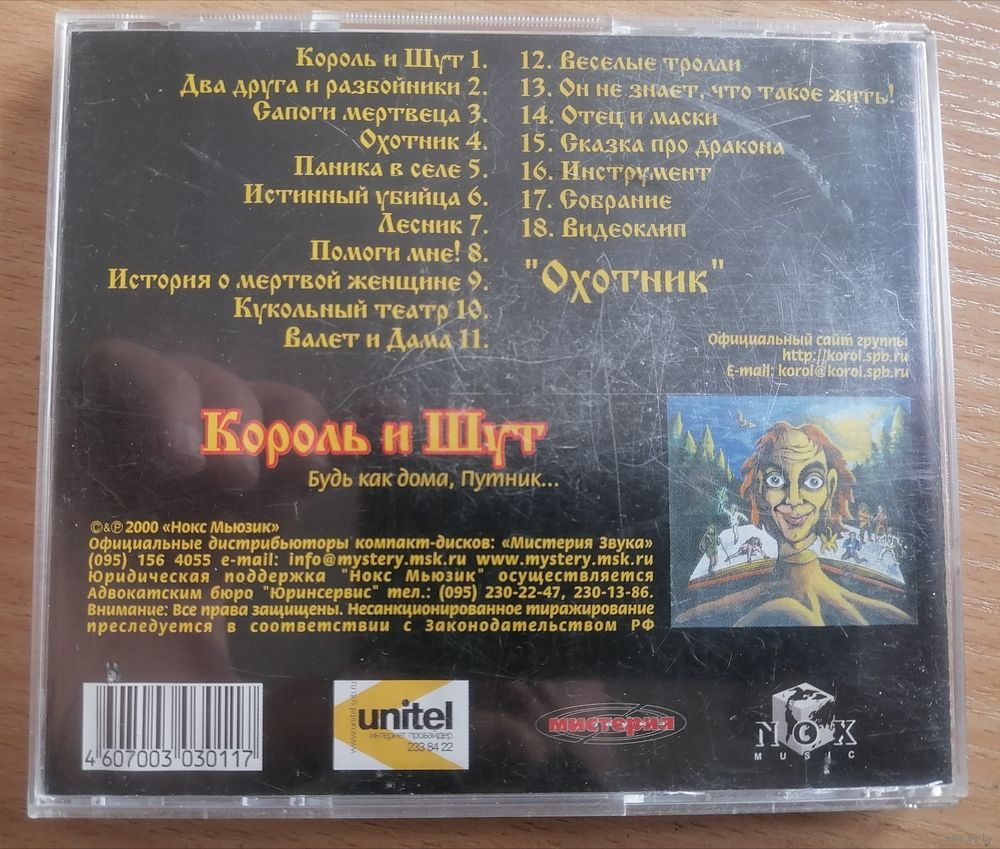 Король и Шут 1.
Два друга и разбойники 2.
Сапоги мертвеца 3.
Охотник 4.
Паника в селе 5.
Истинный убийца 6.
Лесник 7.
Помоги мне! 8.
История о мертвой женщине 9.
Кукольный театр 10.
Валет и Дама 11.
12. Веселые тролли
13. Он не знает, что такое жить!
14. Отец и маски
15. Сказка про дракона
16. Инструмент
17. Собрание
18. Видеоклип
"Охотник"
Официальный сайт группы
http://korol.spb.ru
E-mail: korol@korol.spb.ru
Король и Шут
Будь как дома, Путник...
©&℗ 2000 «Нокс Мьюзик»
Официальные дистрибьюторы компакт-дисков: «Мистерия Звука»
(095) 156 4055 e-mail: info@mystery.msk.ru www.mystery.msk.ru
Юридическая поддержка "Нокс Мьюзик" осуществляется
Адвокатским бюро "Юринсервис" тел.: (095) 230-22-47, 230-13-86.
Внимание: Все права защищены. Несанкционированное тиражирование
преследуется в соответствии с Законодательством РФ
4 607003 030117
www.unitel.spb.ru
unitel
интернет провайдер
233 84 22
мистерия
NOX
MUSIC
www.ay.by